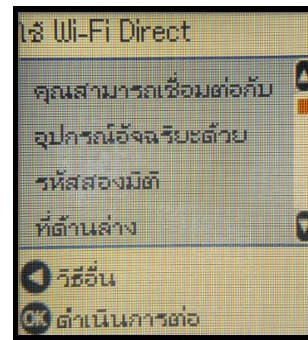 ใช้ Wi-Fi Direct
คุณสามารถเชื่อมต่อกับ
อุปกรณ์อัจฉริยะด้วย
รหัสสองมิติ
ที่ด้านล่าง
วิธีอื่น
OK ดำเนินการต่อ